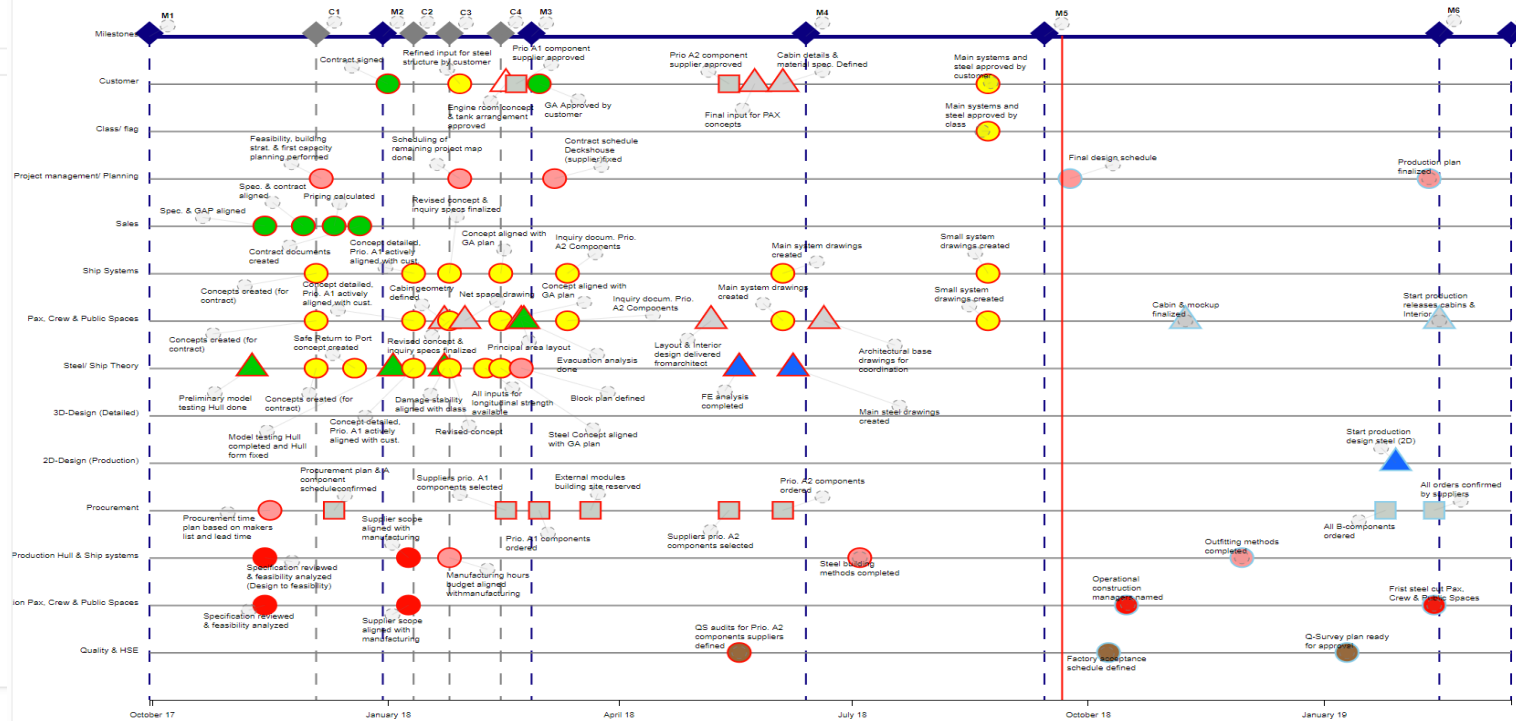 M1
C1
M2
C2
C3
C4
M3
M4
M5
M6
Milestones
Contract signed
Refined input for steel
structure by customer
Prio A1 component
supplier approved
Prio A2 component
supplier approved
Cabin details &
material spec. Defined
Main systems and
steel approved by
customer
Customer
Engine room concept
& tank arrangement
approved
GA Approved by
customer
Final input for PAX
concepts
Main systems and
steel approved by
class
Class/ flag
Feasibility, building
strat. & first capacity
planning performed
Scheduling of
remaining project map
done
Contract schedule
Deckshouse
(supplier)fixed
Final design schedule
Production plan
finalized
Project management/ Planning
Spec. & contract
aligned
Pricing calculated
Revised concept &
inquiry specs finalized
Spec. & GAP aligned
Sales
Contract documents
created
Concept detailed,
Prio. A1 actively
aligned with cust.
Concept aligned with
GA plan
Inquiry docum. Prio.
A2 Components
Main system drawings
created
Small system
drawings created
Ship Systems
Concepts created (for
contract)
Concept detailed,
Prio. A1 actively
aligned with cust.
Cabin geometry
defined
Net space drawing
Concept aligned with
GA plan
Inquiry docum. Prio.
A2 Components
Main system drawings
created
Small system
drawings created
Cabin & mockup
finalized
Start production
releases cabins &
Interior
Pax, Crew & Public Spaces
Concepts created (for
contract)
Safe Return to Port
concept created
Revised concept &
inquiry specs finalized
Principal area layout
Evacuation analysis
done
Layout & Interior
design delivered
fromarchitect
Architectural base
drawings for
coordination
Steel/ Ship Theory
Preliminary model
testing Hull done
Concepts created (for
contract)
Damage stability
aligned with class
All inputs for
longitudinal strength
available
Block plan defined
FE analysis
completed
Main steel drawings
created
3D-Design (Detailed)
Model testing Hull
completed and Hull
form fixed
Concept detailed,
Prio. A1 actively
aligned with cust.
Revised concept
Steel Concept aligned
with GA plan
Start production
design steel (2D)
2D-Design (Production)
Procurement plan & A
component
scheduleconfirmed
Suppliers prio. A1
components selected
External modules
building site reserved
Prio. A2 components
ordered
All orders confirmed
by suppliers
Procurement
Procurement time
plan based on makers
list and lead time
Supplier scope
aligned with
manufacturing
Prio. A1 components
ordered
Suppliers prio. A2
components selected
All B-components
ordered
Outfitting methods
completed
Production Hull & Ship systems
Specification reviewed
& feasibility analyzed
(Design to feasibility)
Manufacturing hours
budget aligned
withmanufacturing
Steel building
methods completed
Operational
construction
managers named
Frist steel cut Pax,
Crew & Public Spaces
ion Pax, Crew & Public Spaces
Specification reviewed
& feasibility analyzed
Supplier scope
aligned with
manufacturing
QS audits for Prio. A2
components suppliers
defined
Q-Survey plan ready
for approval
Quality & HSE
Factory acceptance
schedule defined
October 17
January 18
April 18
July 18
October 18
January 19